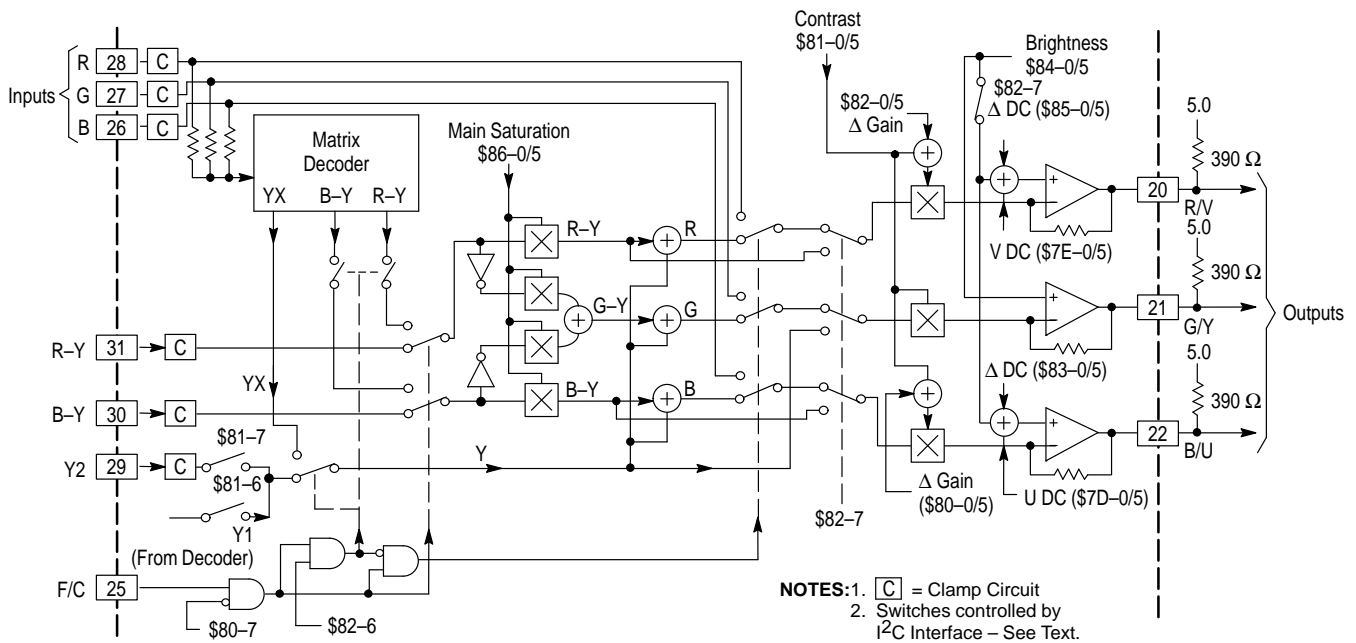 Contrast
$81–0/5
Brightness
$84–0/5
R 28 C
$82–7
Inputs G 27 C
$82–0/5
Δ DC ($85–0/5)
5.0
Δ Gain
B 26 C
Main Saturation
$86–0/5
Matrix
Decoder
390 Ω
YX B–Y R–Y
+
+
–
20
R/V
R–Y
+
R
5.0
V DC ($7E–0/5)
390 Ω
G–Y
+
+
G
+
–
21
G/Y
Outputs
R–Y 31 C
5.0
YX
Δ DC ($83–0/5)
B–Y
+
B
+
390 Ω
B–Y 30 C
$81–7
+
+
–
22
B/U
Y2 29 C
Y
$81–6
Δ Gain
($80–0/5)
U DC ($7D–0/5)
Y1
$82–7
(From Decoder)
F/C 25
NOTES: 1. C = Clamp Circuit
2. Switches controlled by
I2C Interface – See Text.
$80–7
$82–6